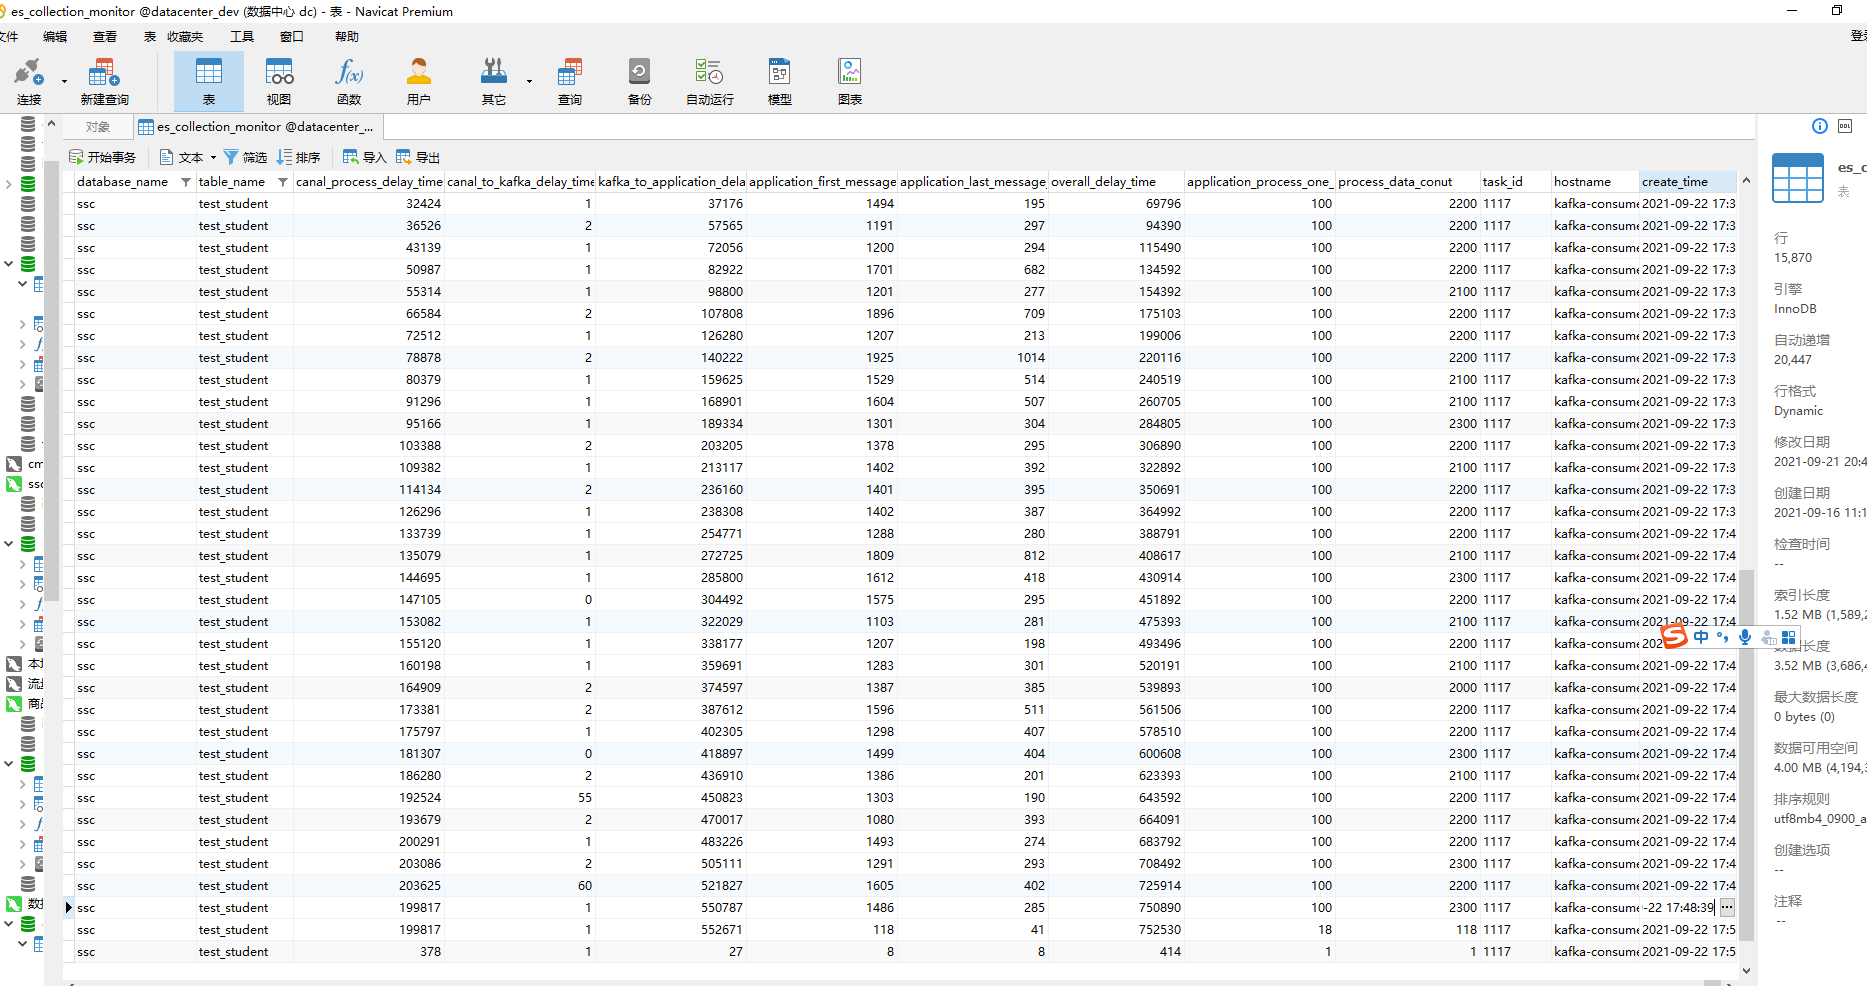 es_collection_monitor @datacenter_dev (数据中心 dc) - 表 - Navicat Premium
文件 编辑 查看 表 收藏夹 工具 窗口 帮助 登录
连接 新建查询 表 视图 函数 用户 其它 查询 备份 自动运行 模型 图表
对象 es_collection_monitor @datacenter_...
开始事务 文本 筛选 排序 导入 导出
database_name table_name canal_process_delay_time canal_to_kafka_delay_time kafka_to_application_dela application_first_message application_last_message_ overall_delay_time application_process_one_ process_data_conut task_id hostname create_time
ssc test_student 32424 1 37176 1494 195 69796 100 2200 1117 kafka-consume 2021-09-22 17:3
ssc test_student 36526 2 57565 1191 297 94390 100 2200 1117 kafka-consume 2021-09-22 17:3
ssc test_student 43139 1 72056 1200 294 115490 100 2200 1117 kafka-consume 2021-09-22 17:3
ssc test_student 50987 1 82922 1701 682 134592 100 2200 1117 kafka-consume 2021-09-22 17:3
ssc test_student 55314 1 98800 1201 277 154392 100 2100 1117 kafka-consume 2021-09-22 17:3
ssc test_student 66584 2 107808 1896 709 175103 100 2200 1117 kafka-consume 2021-09-22 17:3
ssc test_student 72512 1 126280 1207 213 199006 100 2200 1117 kafka-consume 2021-09-22 17:3
ssc test_student 78878 2 140222 1925 1014 220116 100 2200 1117 kafka-consume 2021-09-22 17:3
ssc test_student 80379 1 159625 1529 514 240519 100 2100 1117 kafka-consume 2021-09-22 17:3
ssc test_student 91296 1 168901 1604 507 260705 100 2100 1117 kafka-consume 2021-09-22 17:3
ssc test_student 95166 1 189334 1301 304 284805 100 2300 1117 kafka-consume 2021-09-22 17:3
ssc test_student 103388 2 203205 1378 295 306890 100 2200 1117 kafka-consume 2021-09-22 17:3
ssc test_student 109382 1 213117 1402 392 322892 100 2100 1117 kafka-consume 2021-09-22 17:3
ssc test_student 114134 2 236160 1401 395 350691 100 2200 1117 kafka-consume 2021-09-22 17:3
ssc test_student 126296 1 238308 1402 387 364992 100 2200 1117 kafka-consume 2021-09-22 17:3
ssc test_student 133739 1 254771 1288 280 388791 100 2200 1117 kafka-consume 2021-09-22 17:4
ssc test_student 135079 1 272725 1809 812 408617 100 2100 1117 kafka-consume 2021-09-22 17:4
ssc test_student 144695 1 285800 1612 418 430914 100 2300 1117 kafka-consume 2021-09-22 17:4
ssc test_student 147105 0 304492 1575 295 451892 100 2200 1117 kafka-consume 2021-09-22 17:4
ssc test_student 153082 1 322029 1103 281 475393 100 2100 1117 kafka-consume 2021-09-22 17:4
ssc test_student 155120 1 338177 1207 198 493496 100 2200 1117 kafka-consume 202
ssc test_student 160198 1 359691 1283 301 520191 100 2100 1117 kafka-consume 2021-09-22 17:4
ssc test_student 164909 2 374597 1387 385 539893 100 2000 1117 kafka-consume 2021-09-22 17:4
ssc test_student 173381 2 387612 1596 511 561506 100 2200 1117 kafka-consume 2021-09-22 17:4
ssc test_student 175797 1 402305 1298 407 578510 100 2200 1117 kafka-consume 2021-09-22 17:4
ssc test_student 181307 0 418897 1499 404 600608 100 2300 1117 kafka-consume 2021-09-22 17:4
ssc test_student 186280 2 436910 1386 201 623393 100 2100 1117 kafka-consume 2021-09-22 17:4
ssc test_student 192524 55 450823 1303 190 643592 100 2200 1117 kafka-consume 2021-09-22 17:4
ssc test_student 193679 2 470017 1080 393 664091 100 2200 1117 kafka-consume 2021-09-22 17:4
ssc test_student 200291 1 483226 1493 274 683792 100 2200 1117 kafka-consume 2021-09-22 17:4
ssc test_student 203086 2 505111 1291 293 708492 100 2300 1117 kafka-consume 2021-09-22 17:4
ssc test_student 203625 60 521827 1605 402 725914 100 2200 1117 kafka-consume 2021-09-22 17:4
ssc test_student 199817 1 550787 1486 285 750890 100 2300 1117 kafka-consume -22 17:48:39 ...
ssc test_student 199817 1 552671 118 41 752530 18 118 1117 kafka-consume 2021-09-22 17:5
ssc test_student 378 1 27 8 8 414 1 1 1117 kafka-consume 2021-09-22 17:5
cm
ssc
本地
流
商品
数据
DDL
es_c
表
行
15,870
引擎
InnoDB
自动递增
20,447
行格式
Dynamic
修改日期
2021-09-21 20:4
创建日期
2021-09-16 11:1
检查时间
--
索引长度
1.52 MB (1,589,2
S 中
数据长度
3.52 MB (3,686,4
最大数据长度
0 bytes (0)
数据可用空间
4.00 MB (4,194,3
排序规则
utf8mb4_0900_a
创建选项
--
注释
--